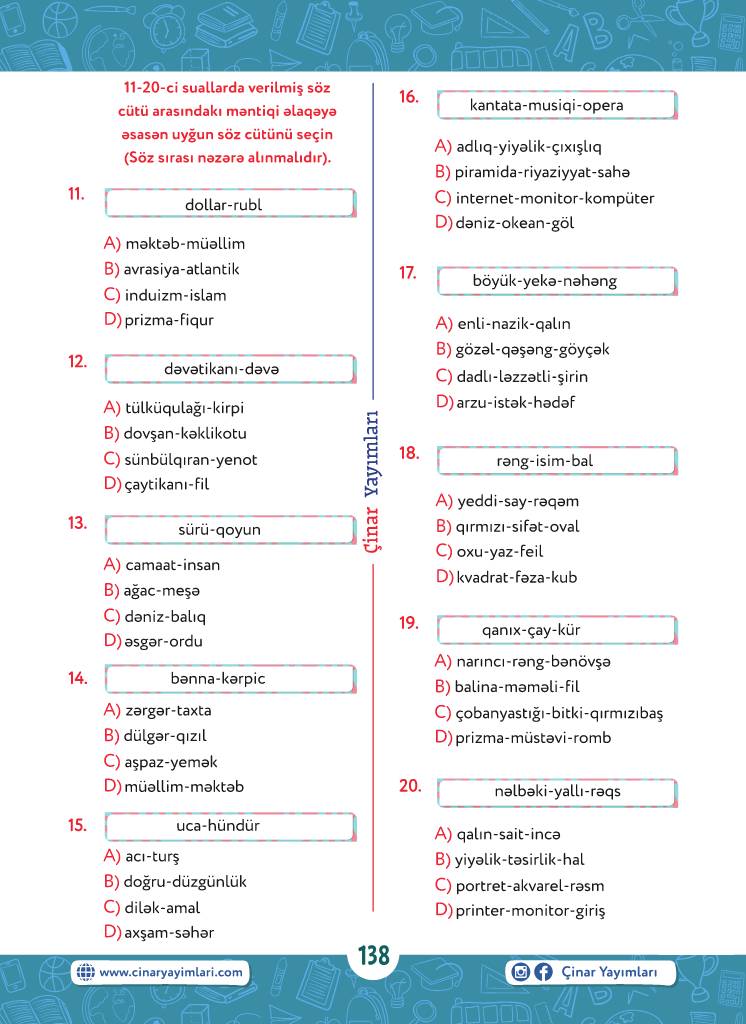 11-20-ci suallarda verilmiş söz
cütü arasındakı məntiqi əlaqəyə
əsasən uyğun söz cütünü seçin
(Söz sırası nəzərə alınmalıdır).
11.
dollar-rubl
A) məktəb-müəllim
B) avrasiya-atlantik
C) induizm-islam
D) prizma-fiqur
12.
dəvətikanı-dəvə
A) tülküqulağı-kirpi
B) dovşan-kəklikotu
C) sünbülqıran-yenot
D) çaytikanı-fil
13.
sürü-qoyun
A) camaat-insan
B) ağac-meşə
C) dəniz-balıq
D) əsgər-ordu
14.
bənna-kərpic
A) zərgər-taxta
B) dülgər-qızıl
C) aşpaz-yemək
D) müəllim-məktəb
15.
uca-hündür
A) acı-turş
B) doğru-düzgünlük
C) dilək-amal
D) axşam-səhər
Çinar Yayımları
16.
kantata-musiqi-opera
A) adlıq-yiyəlik-çıxışlıq
B) piramida-riyaziyyat-sahə
C) internet-monitor-kompüter
D) dəniz-okean-göl
17.
böyük-yekə-nəhəng
A) enli-nazik-qalın
B) gözəl-qəşəng-göyçək
C) dadlı-ləzzətli-şirin
D) arzu-istək-hədəf
18.
rəng-isim-bal
A) yeddi-say-rəqəm
B) qırmızı-sifət-oval
C) oxu-yaz-feil
D) kvadrat-fəza-kub
19.
qanıx-çay-kür
A) narıncı-rəng-bənövşə
B) balina-məməli-fil
C) çobanyastığı-bitki-qırmızıbaş
D) prizma-müstəvi-romb
20.
nəlbəki-yallı-rəqs
A) qalın-sait-incə
B) yiyəlik-təsirlik-hal
C) portret-akvarel-rəsm
D) printer-monitor-giriş
www.cinaryayimlari.com
138
Çinar Yayımları